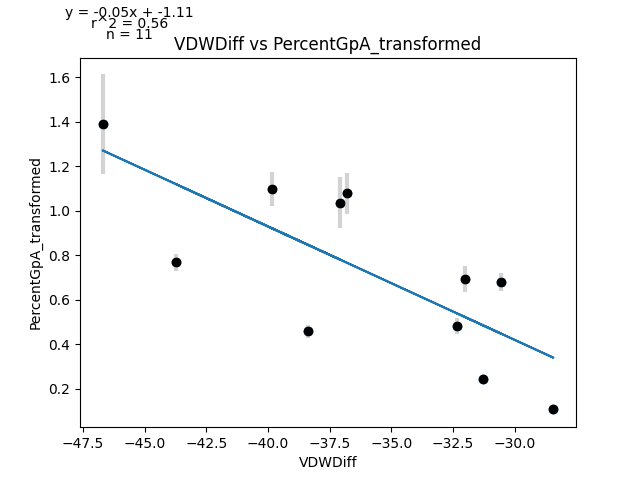 y = -0.05x + -1.11
r^2 = 0.56
n = 11
VDWDiff vs PercentGpA_transformed
PercentGpA_transformed
1.6
1.4
1.2
1.0
0.8
0.6
0.4
0.2
−47.5 −45.0 −42.5 −40.0 −37.5 −35.0 −32.5 −30.0
VDWDiff